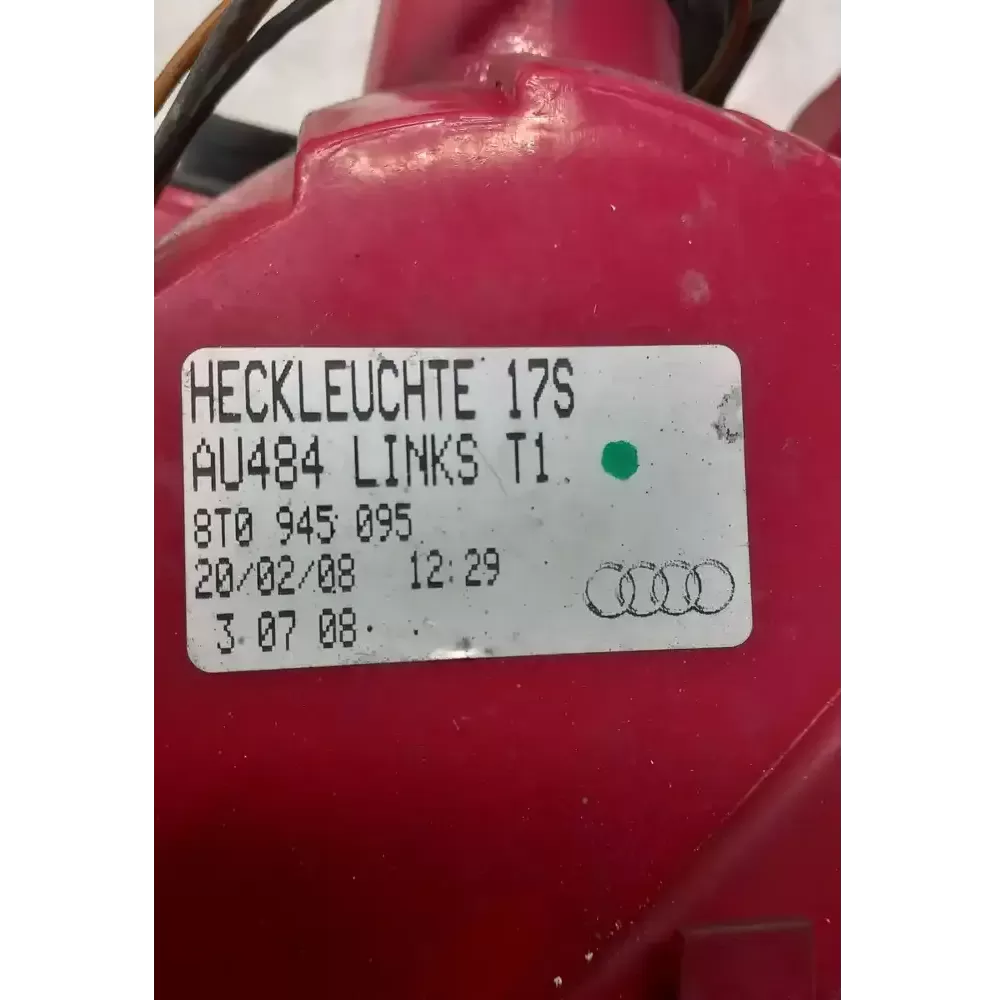 HECKLEUCHTE 17S
AU484 LINKS T1
8T0 945 095
20/02/08 12:29
3 07 08